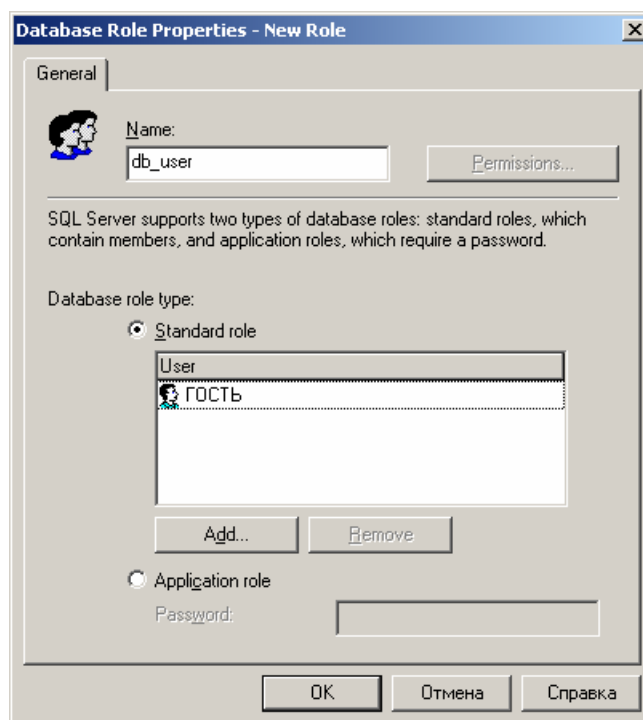 Database Role Properties - New Role
General
Name:
db_user
Permissions...
SQL Server supports two types of database roles: standard roles, which
contain members, and application roles, which require a password.
Database role type:
Standard role
User
ГОСТЬ
Add...
Remove
Application role
Password:
OK
Отмена
Справка